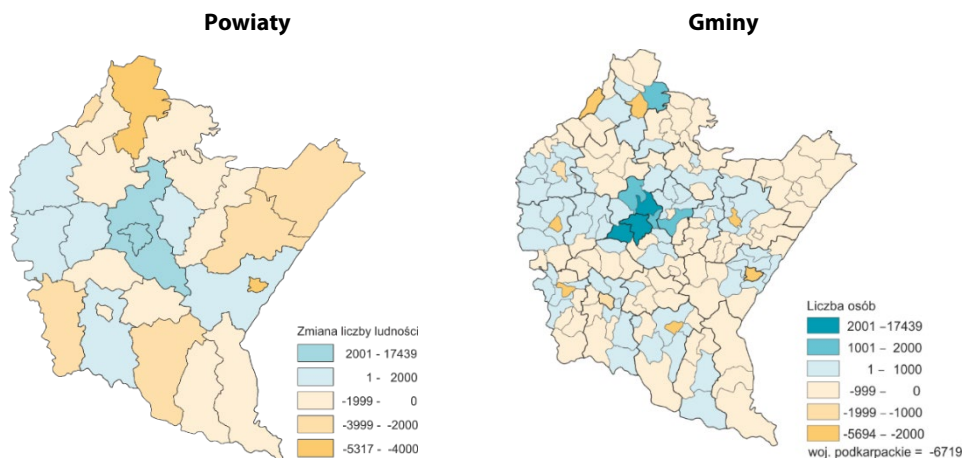 Powiaty
Gminy
Zmiana liczby ludności
2001 - 17439
1 - 2000
-1999 - 0
-3999 - -2000
-5317 - -4000
Liczba osób
2001 – 17439
1001 – 2000
1 – 1000
-999 – 0
-1999 – -1000
-5694 – -2000
woj. podkarpackie = -6719